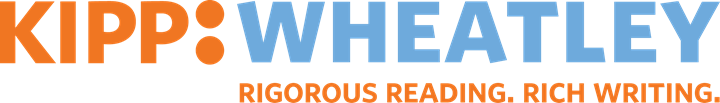 KIPP:WHEATLEY
RIGOROUS READING. RICH WRITING.